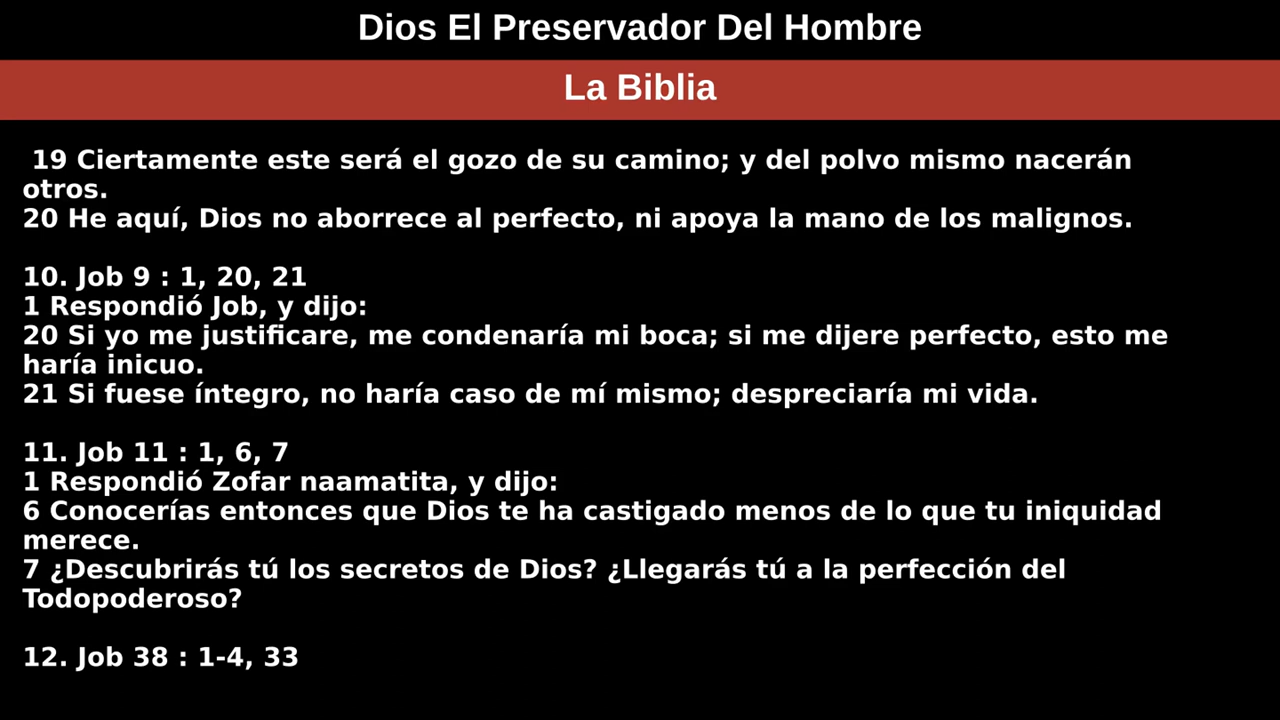 Dios El Preservador Del Hombre
La Biblia
19 Ciertamente este será el gozo de su camino; y del polvo mismo nacerán
otros.
20 He aquí, Dios no aborrece al perfecto, ni apoya la mano de los malignos.
10. Job 9 : 1, 20, 21
1 Respondió Job, y dijo:
20 Si yo me justificare, me condenaría mi boca; si me dijere perfecto, esto me
haría inicuo.
21 Si fuese íntegro, no haría caso de mí mismo; despreciaría mi vida.
11. Job 11 : 1, 6, 7
1 Respondió Zofar naamatita, y dijo:
6 Conocerías entonces que Dios te ha castigado menos de lo que tu iniquidad
merece.
7 ¿Descubrirás tú los secretos de Dios? ¿Llegarás tú a la perfección del
Todopoderoso?
12. Job 38 : 1-4, 33